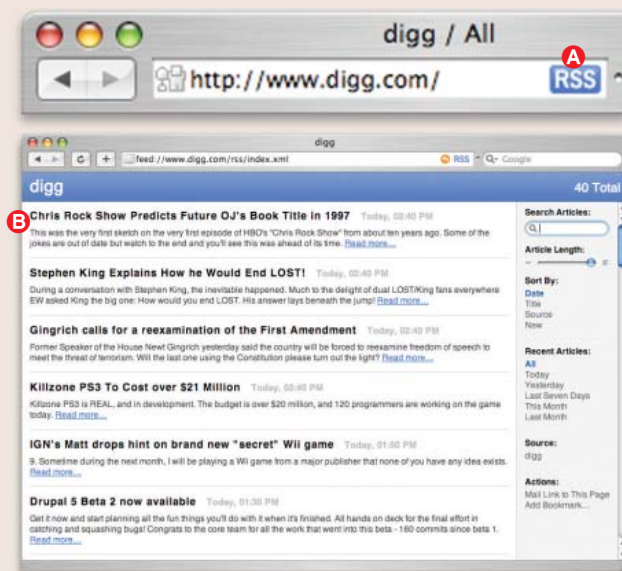 digg / All
A
http://www.digg.com/
RSS
digg
feed://www.digg.com/rss/index.xml
RSS
Google
digg
40 Total
B
Chris Rock Show Predicts Future OJ's Book Title in 1997 Today, 02:40 PM
This was the very first sketch on the very first episode of HBO's "Chris Rock Show" from about ten years ago. Some of the
jokes are out of date but watch to the end and you'll see this was ahead of its time. Read more...
Stephen King Explains How he Would End LOST! Today, 02:40 PM
During a conversation with Stephen King, the inevitable happened. Much to the delight of dual LOST/King fans everywhere
EW asked King the big one: How would you end LOST. His answer lays beneath the jump! Read more...
Gingrich calls for a reexamination of the First Amendment Today, 02:40 PM
Former Speaker of the House Newt Gingrich yesterday said the country will be forced to reexamine freedom of speech to
meet the threat of terrorism. Will the last one using the Constitution please turn out the light? Read more...
Killzone PS3 To Cost over $21 Million Today, 02:40 PM
Killzone PS3 is REAL, and in development. The budget is over $20 million, and 120 programmers are working on the game
today. Read more...
IGN's Matt drops hint on brand new "secret" Wii game Today, 01:50 PM
9. Sometime during the next month, I will be playing a Wii game from a major publisher that none of you have any idea exists.
Read more...
Drupal 5 Beta 2 now available Today, 01:30 PM
Get it now and start planning all the fun things you'll do with it when it's finished. All hands on deck for the final effort in
catching and squashing bugs! Congrats to the core team for all the work that went into this beta - 160 commits since beta 1.
Read more...
Search Articles:
Article Length:
Sort By:
Date
Title
Source
New
Recent Articles:
All
Today
Yesterday
Last Seven Days
This Month
Last Month
Source:
digg
Actions:
Mail Link to This Page
Add Bookmark...